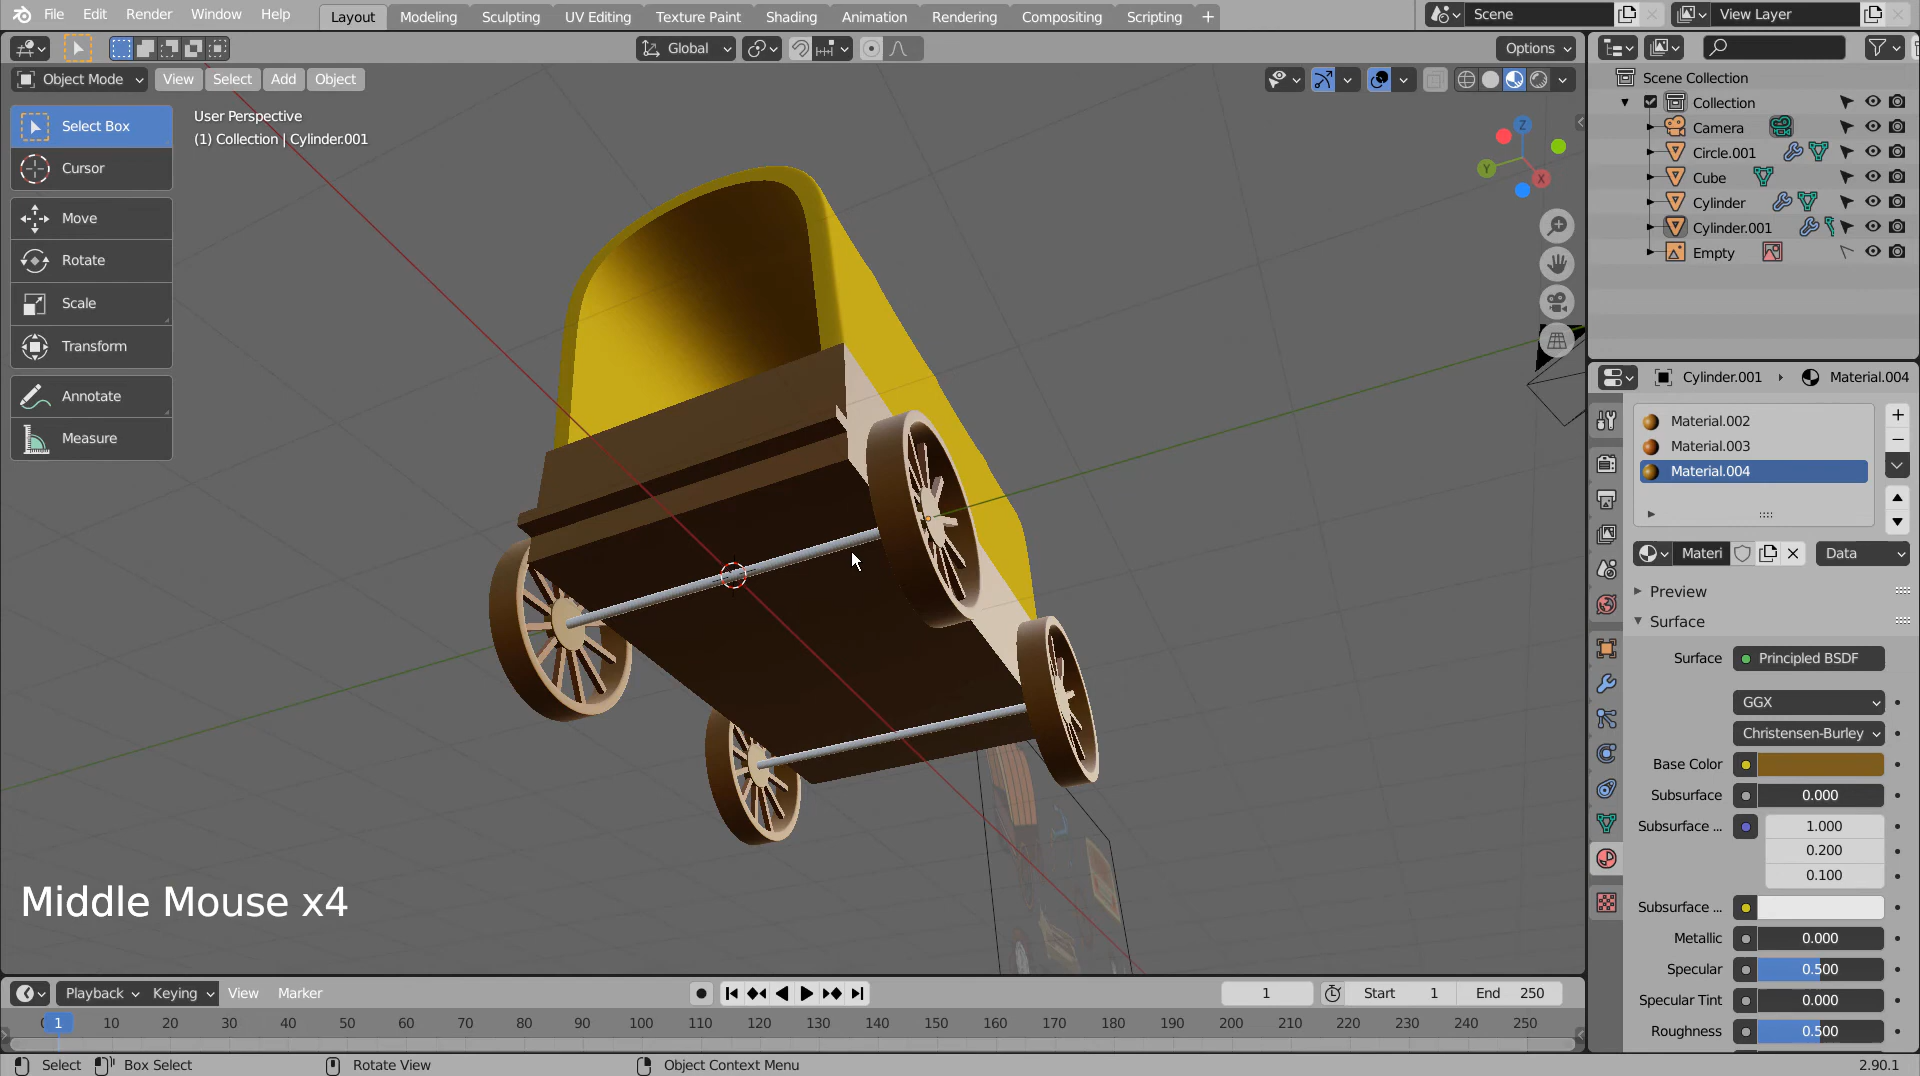 File Edit Render Window Help Layout Modeling Sculpting UV Editing Texture Paint Shading Animation Rendering Compositing Scripting + Scene View Layer
Global Options
Object Mode View Select Add Object
User Perspective
(1) Collection | Cylinder.001
Select Box
Cursor
Move
Rotate
Scale
Transform
Annotate
Measure
Z
Y
X
Scene Collection
Collection
Camera
Circle.001
Cube
Cylinder
Cylinder.001
Empty
Cylinder.001 Material.004
Material.002
Material.003
Material.004
Materi Data
Preview
Surface
Surface Principled BSDF
GGX
Christensen-Burley
Base Color
Subsurface 0.000
Subsurface ... 1.000
0.200
0.100
Subsurface ...
Metallic 0.000
Specular 0.500
Specular Tint 0.000
Roughness 0.500
Middle Mouse x4
Playback Keying View Marker 1 Start 1 End 250
0 1 10 20 30 40 50 60 70 80 90 100 110 120 130 140 150 160 170 180 190 200 210 220 230 240 250
Select Box Select Rotate View Object Context Menu 2.90.1